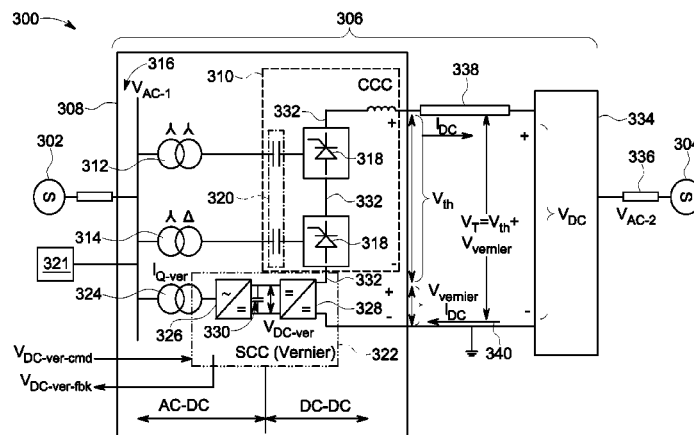 300
306
316
310
CCC
338
308
V_AC-1
332
I_DC
334
302
+
+
304
S
312
318
320
332
V_th
336
S
V_T=V_th+
V_vernier
V_DC
V_AC-2
321
314
318
-
I_Q-ver
332
+
V_vernier
324
I_DC
-
-
326
330
V_DC-ver
328
322
340
SCC (Vernier)
V_DC-ver-cmd
V_DC-ver-fbk
AC-DC
DC-DC